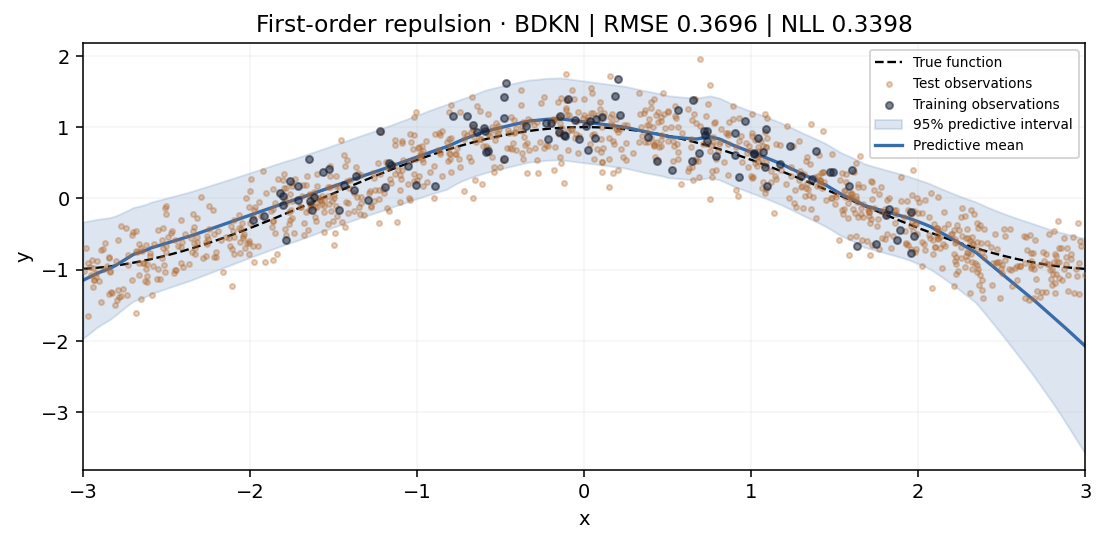 First-order repulsion · BDKN | RMSE 0.3696 | NLL 0.3398
True function
Test observations
Training observations
95% predictive interval
Predictive mean
y
2
1
0
−1
−2
−3
−3
−2
−1
0
1
2
3
x